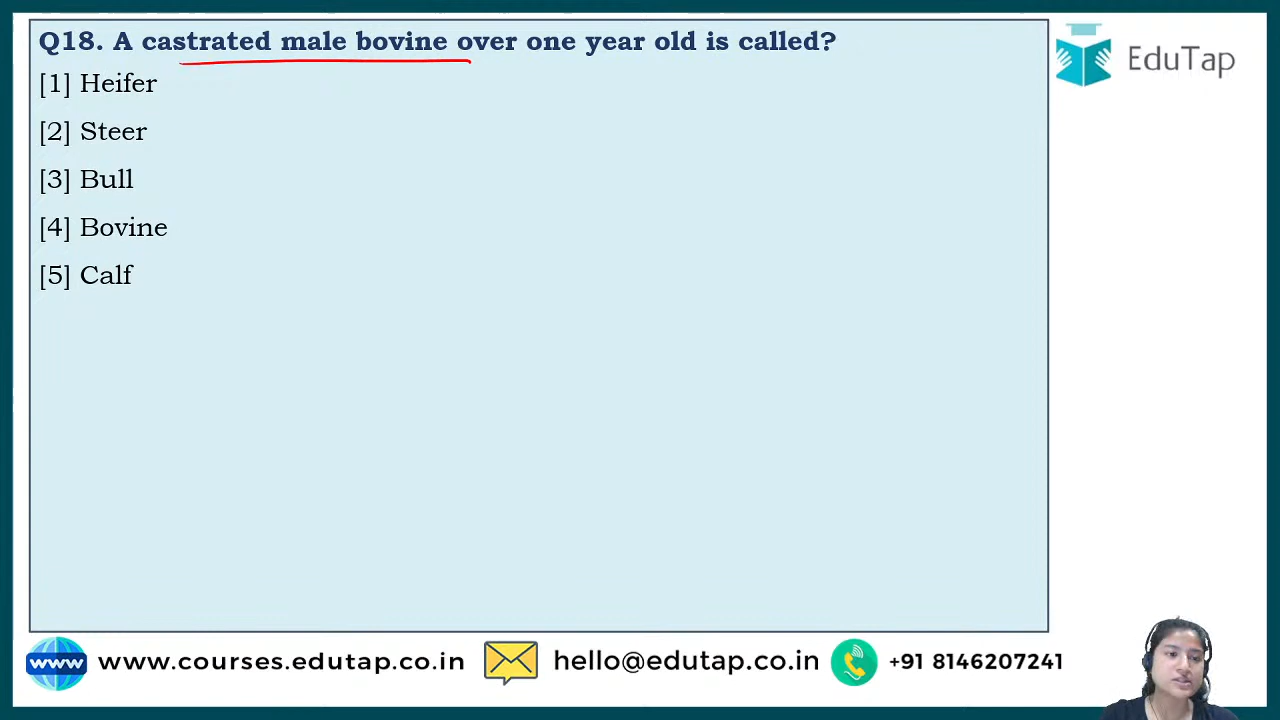 Q18. A castrated male bovine over one year old is called?
[1] Heifer
[2] Steer
[3] Bull
[4] Bovine
[5] Calf
EduTap
www www.courses.edutap.co.in hello@edutap.co.in +91 8146207241